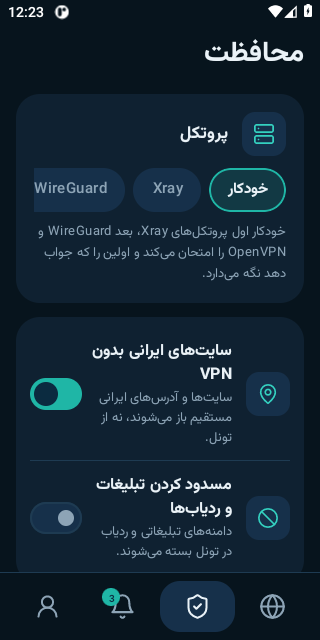 12:23
محافظت
پروتکل
خودکار
Xray
WireGuard
خودکار اول پروتکل‌های Xray، بعد WireGuard و
OpenVPN را امتحان می‌کند و اولین را که جواب
دهد نگه می‌دارد.
سایت‌های ایرانی بدون
VPN
سایت‌ها و آدرس‌های ایرانی
مستقیم باز می‌شوند، نه از
تونل.
مسدود کردن تبلیغات
و ردیاب‌ها
دامنه‌های تبلیغاتی و ردیاب
در تونل بسته می‌شوند.
3